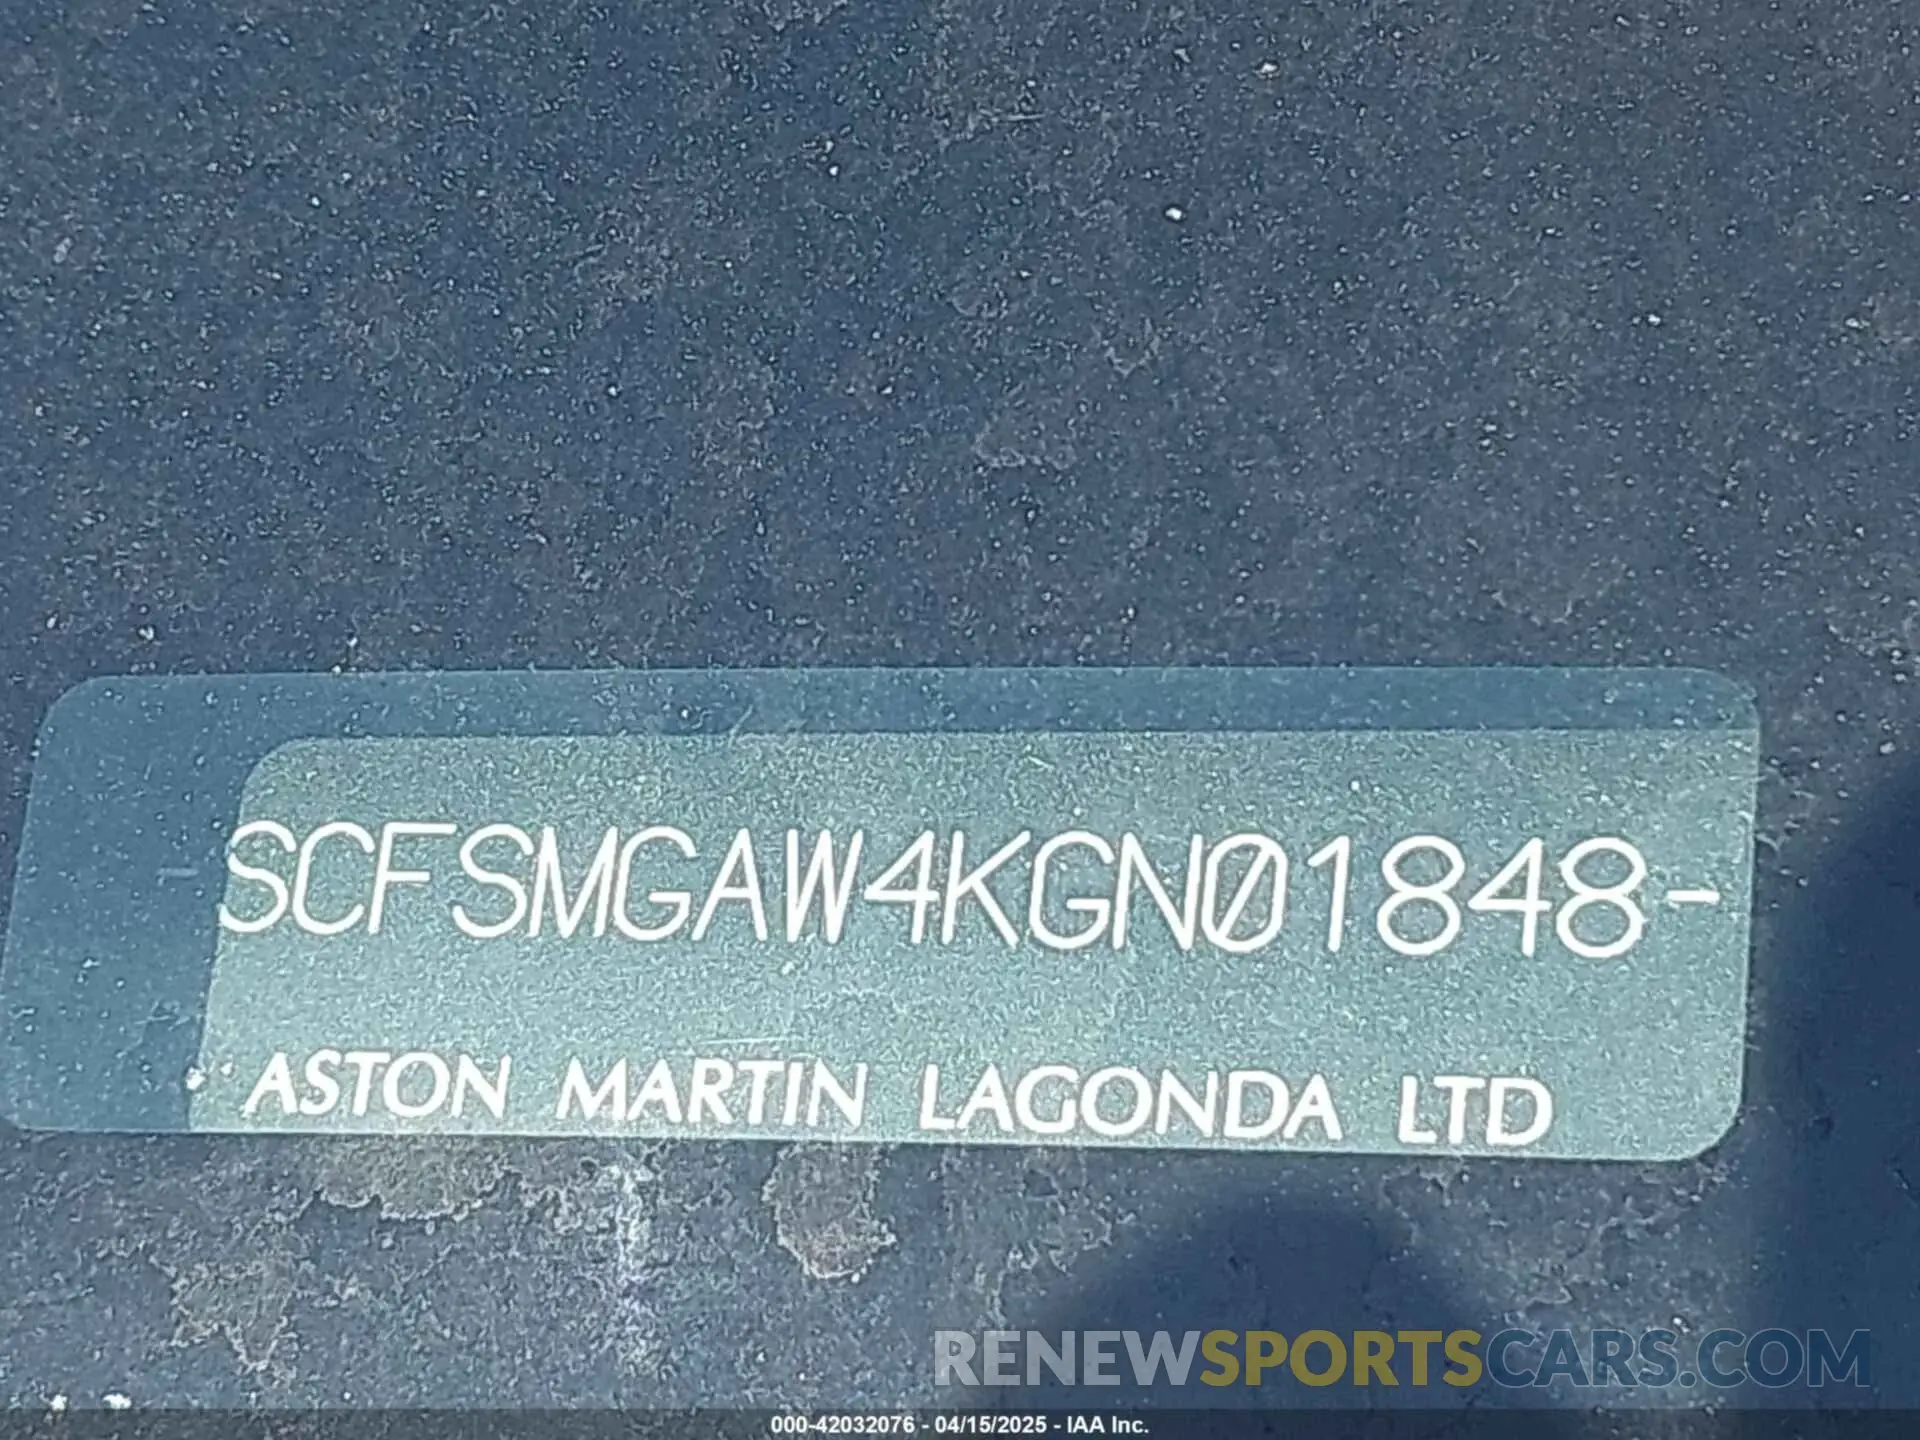 -SCFSMGAW4KGN01848-
ASTON MARTIN LAGONDA LTD
RENEWSPORTSCARS.COM
000-42032076 - 04/15/2025 - IAA Inc.